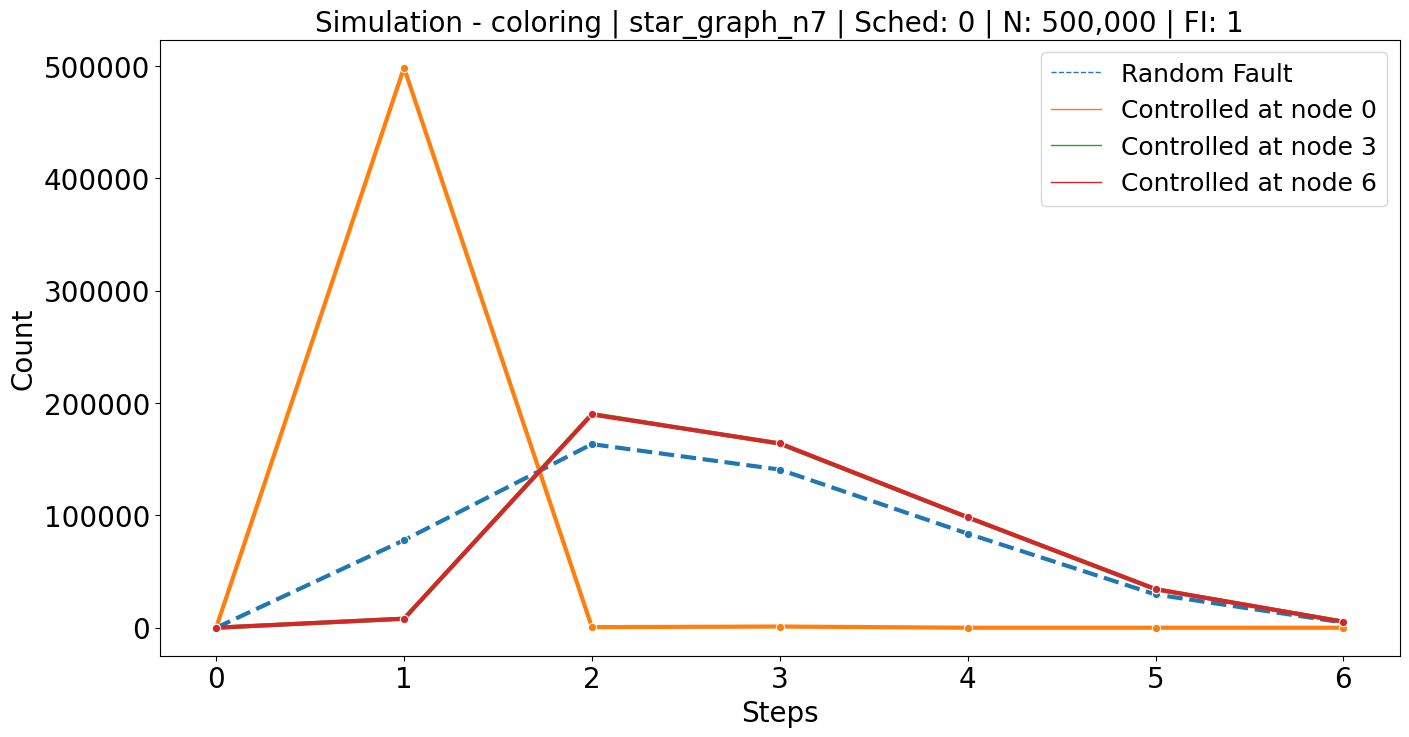 Simulation - coloring | star_graph_n7 | Sched: 0 | N: 500,000 | FI: 1
Random Fault
Controlled at node 0
Controlled at node 3
Controlled at node 6
500000
400000
300000
200000
100000
0
Count
0 1 2 3 4 5 6
Steps